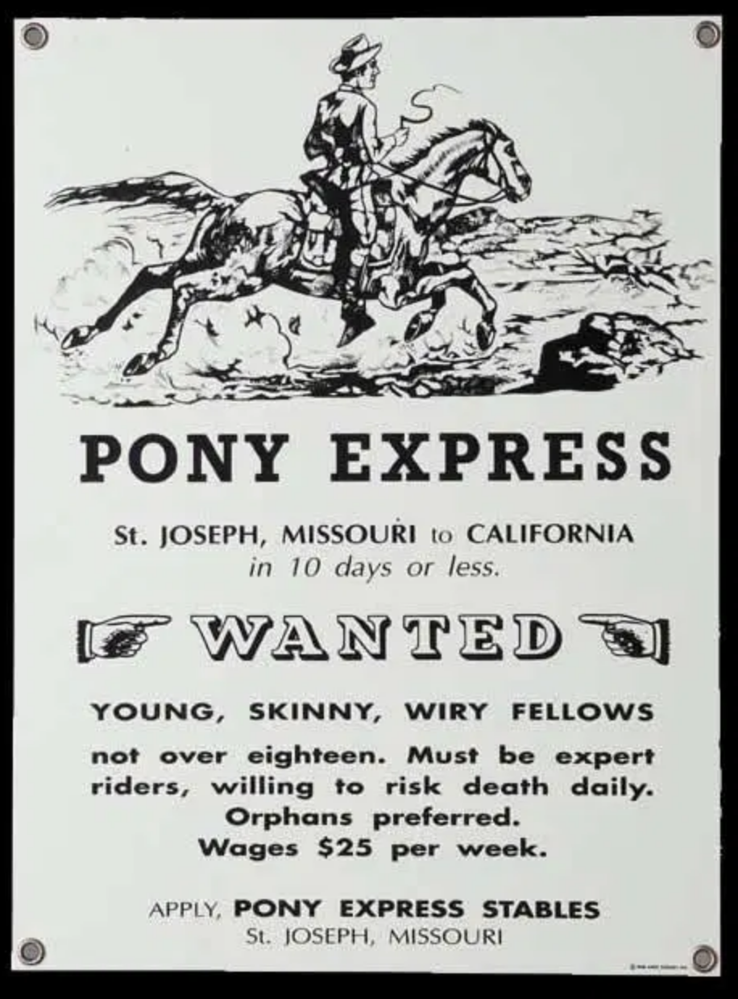 PONY EXPRESS
St. JOSEPH, MISSOURI to CALIFORNIA
in 10 days or less.
WANTED
YOUNG, SKINNY, WIRY FELLOWS
not over eighteen. Must be expert
riders, willing to risk death daily.
Orphans preferred.
Wages $25 per week.
APPLY, PONY EXPRESS STABLES
St. JOSEPH, MISSOURI